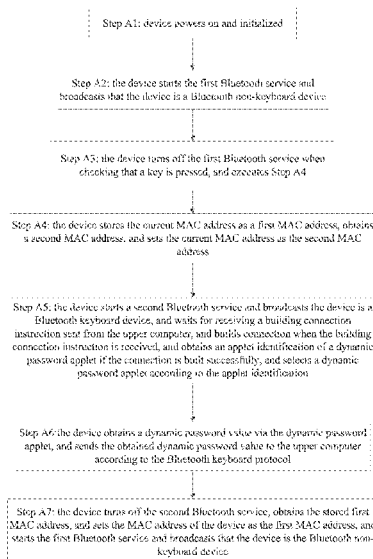 Step A1: device powers on and initialized
Step A2: the device starts the first Bluetooth service and
broadcasts that the device is a Bluetooth non-keyboard device
Step A3: the device turns off the first Bluetooth service when
checking that a key is pressed, and executes Step A4
Step A4: the device stores the current MAC address as a first MAC address, obtains
a second MAC address, and sets the current MAC address as the second MAC
address
Step A5: the device starts a second Bluetooth service and broadcasts the device is a
Bluetooth keyboard device, and waits for receiving a building connection
instruction sent from the upper computer, and builds connection when the building
connection instruction is received, and obtains an applet identification of a dynamic
password applet if the connection is built successfully, and selects a dynamic
password applet according to the applet identification
Step A6: the device obtains a dynamic password value via the dynamic password
applet, and sends the obtained dynamic password value to the upper computer
according to the Bluetooth keyboard protocol
Step A7: the device turns off the second Bluetooth service, obtains the stored first
MAC address, and sets the MAC address of the device as the first MAC address, and
starts the first Bluetooth service and broadcasts that the device is the Bluetooth non-
keyboard device